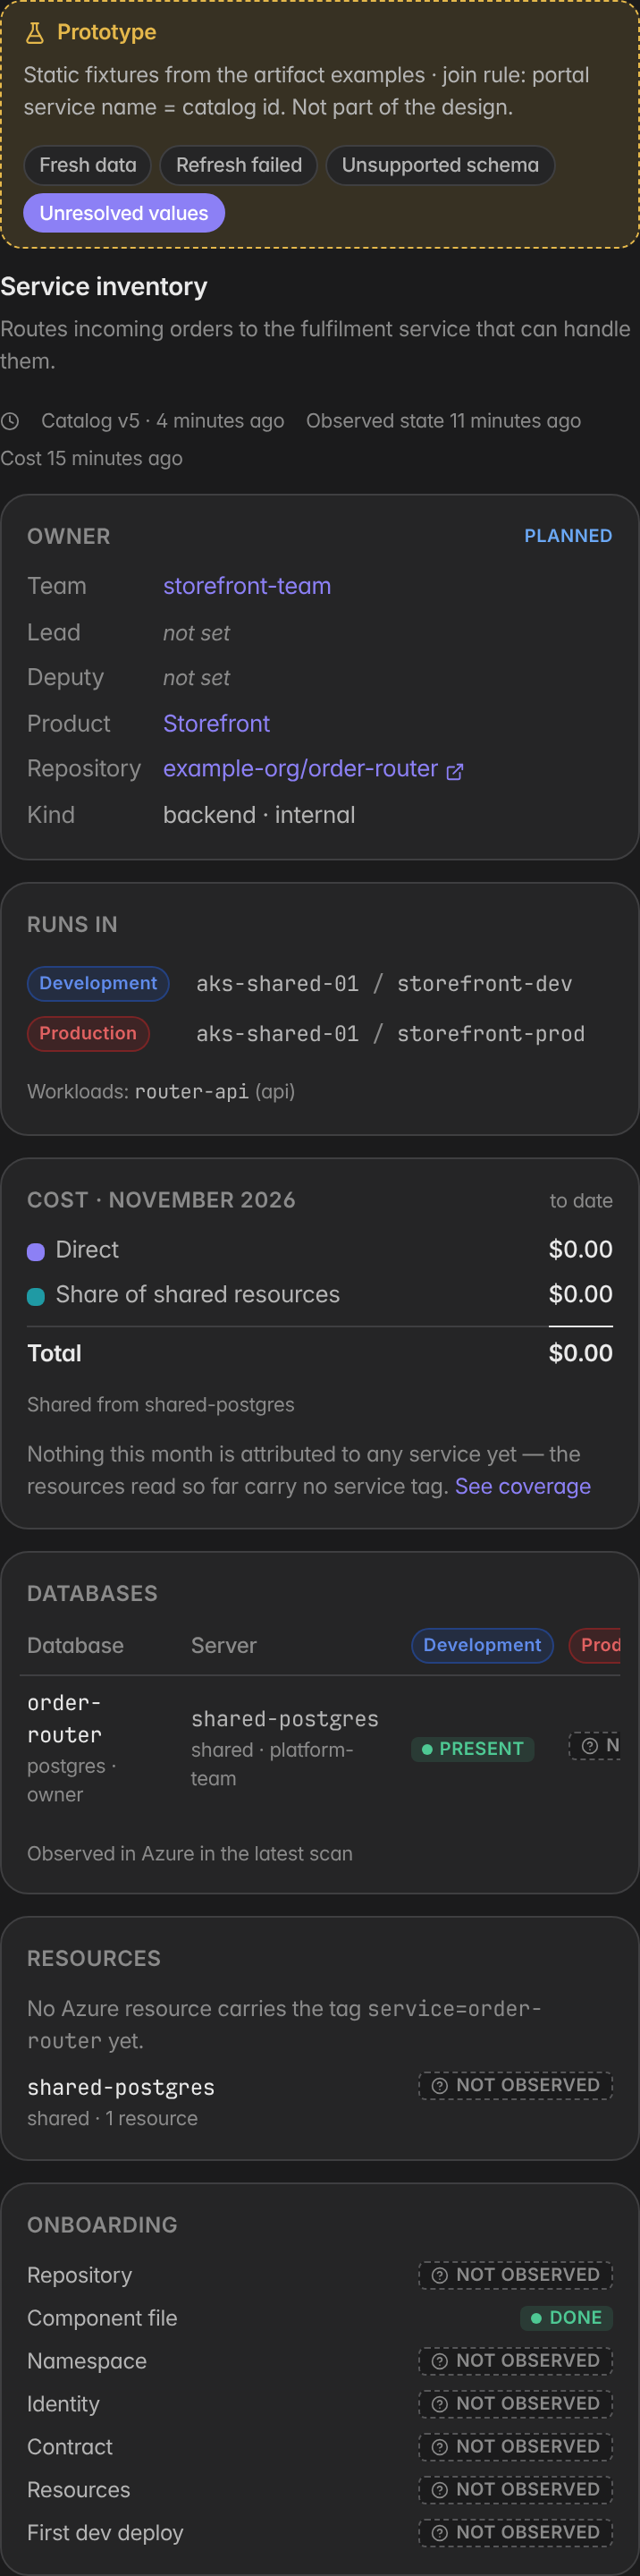 Prototype
Static fixtures from the artifact examples · join rule: portal
service name = catalog id. Not part of the design.
Fresh data
Refresh failed
Unsupported schema
Unresolved values
Service inventory
Routes incoming orders to the fulfilment service that can handle
them.
Catalog v5 · 4 minutes ago Observed state 11 minutes ago
Cost 15 minutes ago
OWNER PLANNED
Team storefront-team
Lead not set
Deputy not set
Product Storefront
Repository example-org/order-router
Kind backend · internal
RUNS IN
Development aks-shared-01 / storefront-dev
Production aks-shared-01 / storefront-prod
Workloads: router-api (api)
COST · NOVEMBER 2026 to date
Direct $0.00
Share of shared resources $0.00
Total $0.00
Shared from shared-postgres
Nothing this month is attributed to any service yet — the
resources read so far carry no service tag. See coverage
DATABASES
Database Server Development Prod
order-
router
postgres ·
owner
shared-postgres
shared · platform-
team
PRESENT
N
Observed in Azure in the latest scan
RESOURCES
No Azure resource carries the tag service=order-
router yet.
shared-postgres NOT OBSERVED
shared · 1 resource
ONBOARDING
Repository NOT OBSERVED
Component file DONE
Namespace NOT OBSERVED
Identity NOT OBSERVED
Contract NOT OBSERVED
Resources NOT OBSERVED
First dev deploy NOT OBSERVED